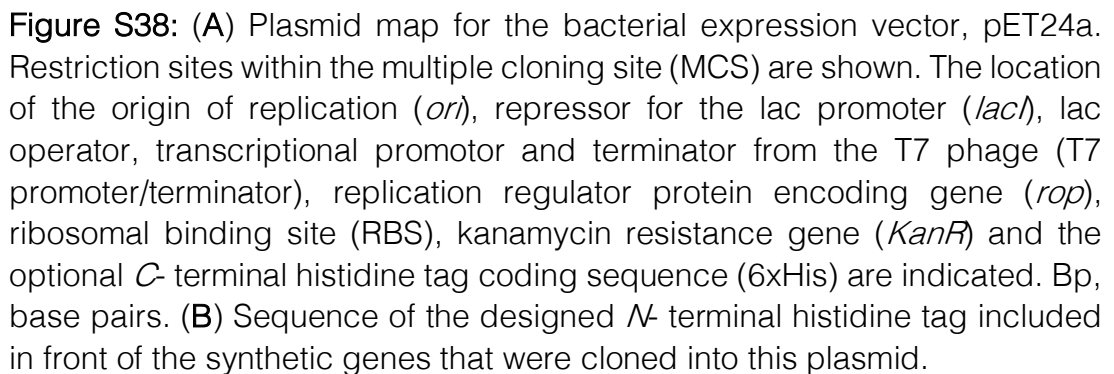 Figure S38: (A) Plasmid map for the bacterial expression vector, pET24a.
Restriction sites within the multiple cloning site (MCS) are shown. The location
of the origin of replication (ori), repressor for the lac promoter (lacI), lac
operator, transcriptional promotor and terminator from the T7 phage (T7
promoter/terminator), replication regulator protein encoding gene (rop),
ribosomal binding site (RBS), kanamycin resistance gene (KanR) and the
optional C- terminal histidine tag coding sequence (6xHis) are indicated. Bp,
base pairs. (B) Sequence of the designed N- terminal histidine tag included
in front of the synthetic genes that were cloned into this plasmid.